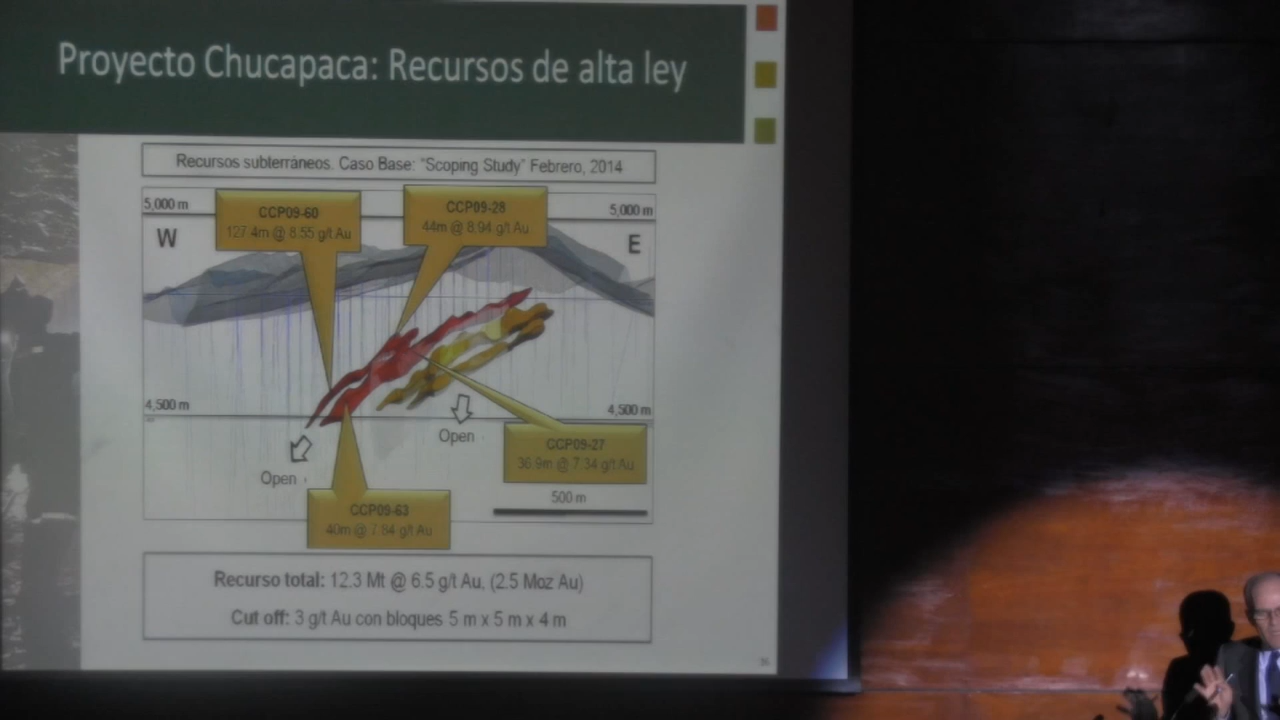 Proyecto Chucapaca: Recursos de alta ley
Recursos subterráneos. Caso Base: "Scoping Study" Febrero, 2014
5,000 m
5,000 m
CCP09-60
127.4m @ 8.55 g/t Au
CCP09-28
44m @ 8.94 g/t Au
W
E
4,500 m
4,500 m
Open
Open
CCP09-27
36.9m @ 7.34 g/t Au
500 m
CCP09-63
40m @ 7.84 g/t Au
Recurso total: 12.3 Mt @ 6.5 g/t Au. (2.5 Moz Au)
Cut off: 3 g/t Au con bloques 5 m x 5 m x 4 m